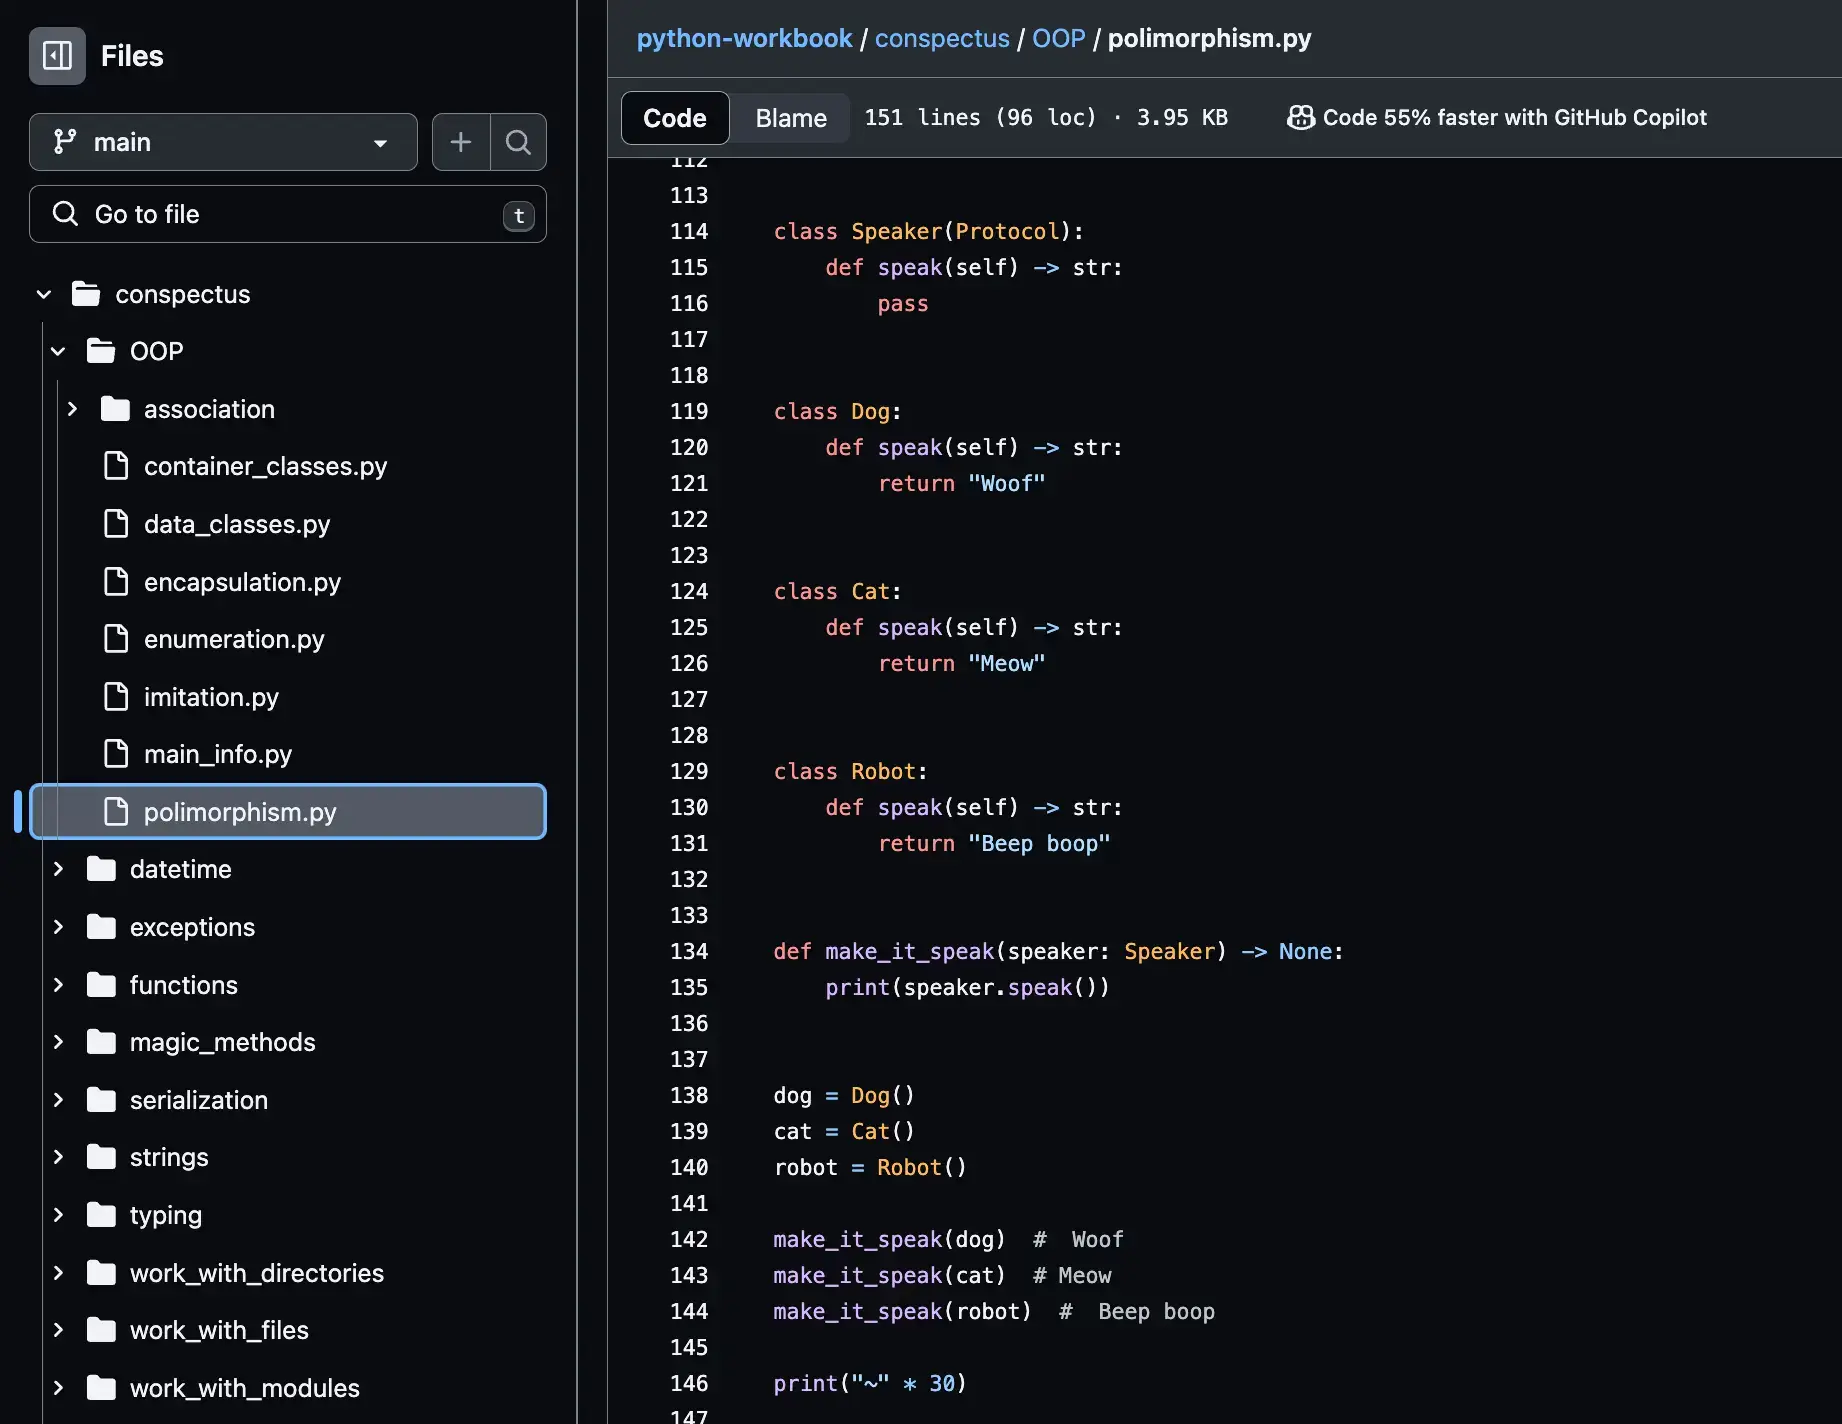 Files
main
Go to file
t
conspectus
OOP
association
container_classes.py
data_classes.py
encapsulation.py
enumeration.py
imitation.py
main_info.py
polimorphism.py
datetime
exceptions
functions
magic_methods
serialization
strings
typing
work_with_directories
work_with_files
work_with_modules
python-workbook / conspectus / OOP / polimorphism.py
Code Blame 151 lines (96 loc) · 3.95 KB Code 55% faster with GitHub Copilot
112
113
114 class Speaker(Protocol):
115     def speak(self) -> str:
116         pass
117
118
119 class Dog:
120     def speak(self) -> str:
121         return "Woof"
122
123
124 class Cat:
125     def speak(self) -> str:
126         return "Meow"
127
128
129 class Robot:
130     def speak(self) -> str:
131         return "Beep boop"
132
133
134 def make_it_speak(speaker: Speaker) -> None:
135     print(speaker.speak())
136
137
138 dog = Dog()
139 cat = Cat()
140 robot = Robot()
141
142 make_it_speak(dog)  #  Woof
143 make_it_speak(cat)  # Meow
144 make_it_speak(robot)  #  Beep boop
145
146 print("~" * 30)
147